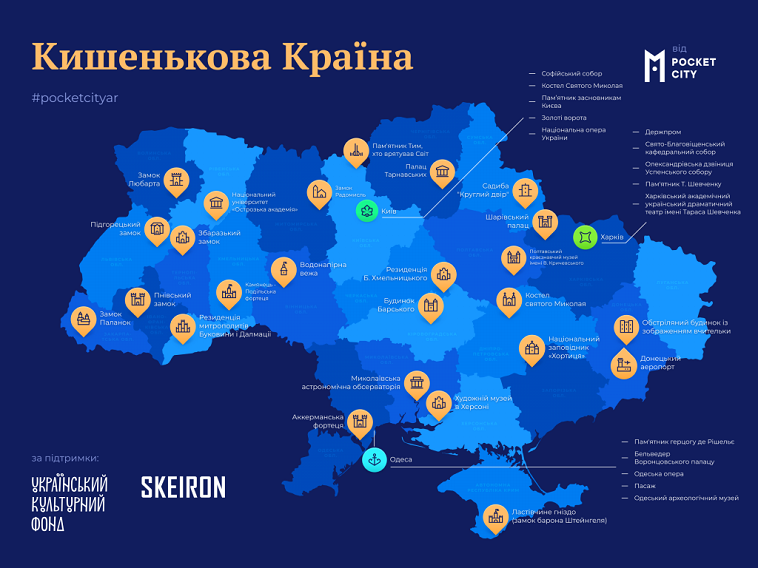 Кишенькова Країна
#pocketcityar
від
POCKET
CITY
Софійський собор
Костел Святого Миколая
Пам'ятник засновникам
Києва
Золоті ворота
Національна опера
України
Держпром
Свято-Благовіщенський
кафедральний собор
Олександрівська дзвіниця
Успенського собору
Пам'ятник Т. Шевченку
Харківський академічний
український драматичний
театр імені Тараса Шевченка
Пам'ятник Тим,
хто врятував Світ
Палац
Тарнавських
Замок
Любарта
Замок
Радомисль
Садиба
"Круглий двір"
Національний
університет
«Острозька академія»
Київ
Шарівський
палац
Харків
Підгорецький
замок
Збаразький
замок
Полтавський
краєзнавчий музей
імені В. Кричевського
Водонапірна
вежа
Резиденція
Б. Хмельницького
Кам'янець -
Подільська
фортеця
Пнівський
замок
Будинок
Барського
Костел
святого Миколая
Замок
Паланок
Резиденція
митрополитів
Буковини і Далмації
Обстріляний будинок із
зображенням вчительки
Національний
заповідник
«Хортиця»
Донецький
аеропорт
Миколаївська
астрономічна обсерваторія
Художній музей
в Херсоні
Аккерманська
фортеця
Одеса
Пам'ятник герцогу де Рішельє
Бельведер
Воронцовського палацу
Одеська опера
Пасаж
Одеський археологічний музей
Ластівчине гніздо
(замок барона Штейнгеля)
за підтримки:
УКРАЇНСЬКИЙ
КУЛЬТУРНИЙ
ФОНД
SKEIRON